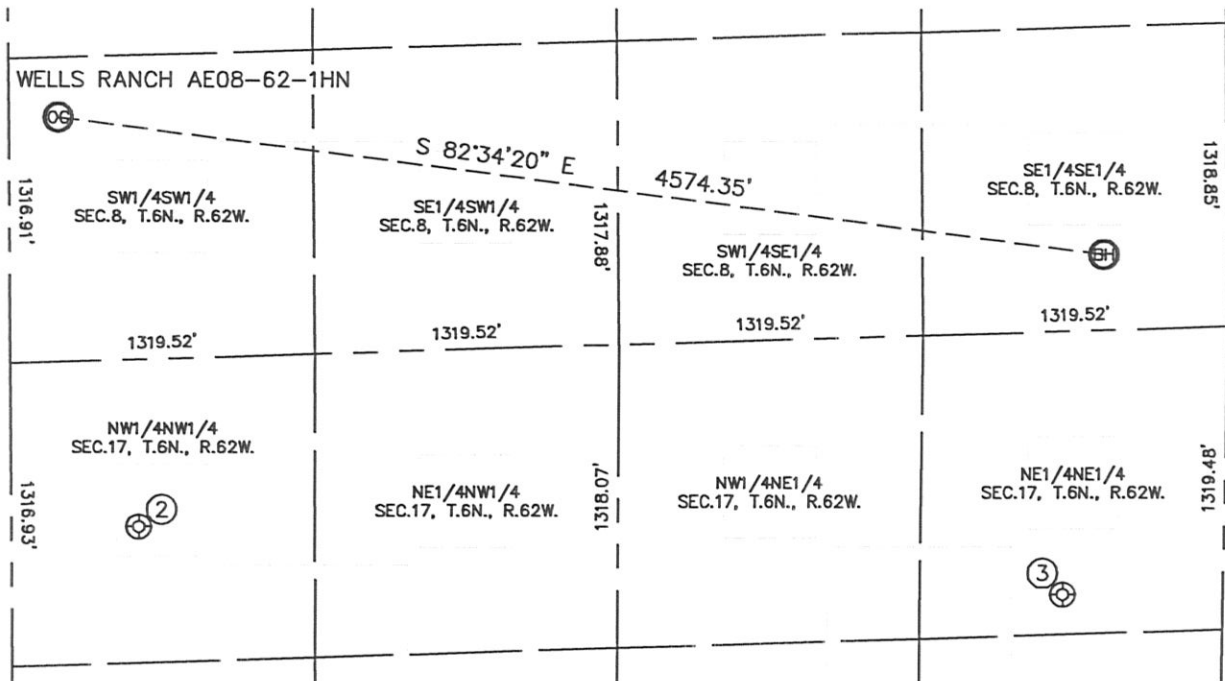 WELLS RANCH AE08-62-1HN
OG
S 82°34'20" E
4574.35'
1316.91'
SW1/4SW1/4
SEC.8, T.6N., R.62W.
SE1/4SW1/4
SEC.8, T.6N., R.62W.
1317.88'
SW1/4SE1/4
SEC.8, T.6N., R.62W.
SE1/4SE1/4
SEC.8, T.6N., R.62W.
1318.85'
BH
1319.52'
1319.52'
1319.52'
1319.52'
NW1/4NW1/4
SEC.17, T.6N., R.62W.
1316.93'
2
NE1/4NW1/4
SEC.17, T.6N., R.62W.
1318.07'
NW1/4NE1/4
SEC.17, T.6N., R.62W.
NE1/4NE1/4
SEC.17, T.6N., R.62W.
1319.48'
3